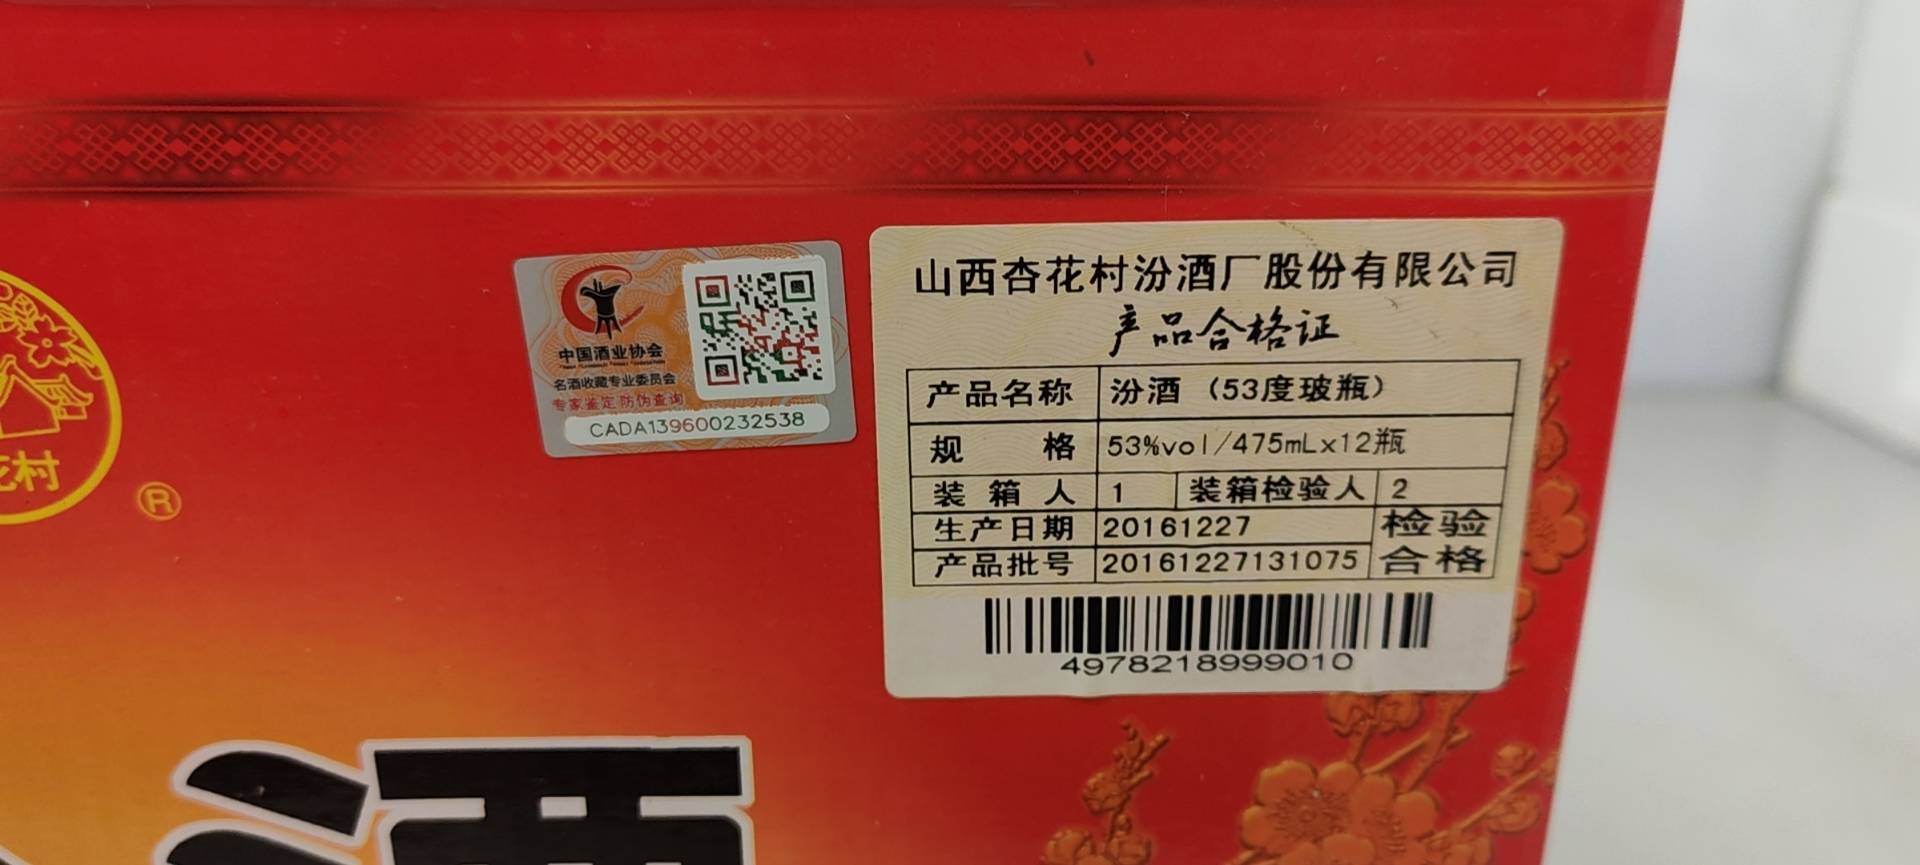 花村
®
中国酒业协会
名酒收藏专业委员会
专家鉴定 防伪查询
CADA139600232538
山西杏花村汾酒厂股份有限公司
产品合格证
产品名称 汾酒（53度玻瓶）
规 格 53%vol/475mLx12瓶
装箱人 1 装箱检验人 2
生产日期 20161227 检验
产品批号 20161227131075 合格
4978218999010
酒